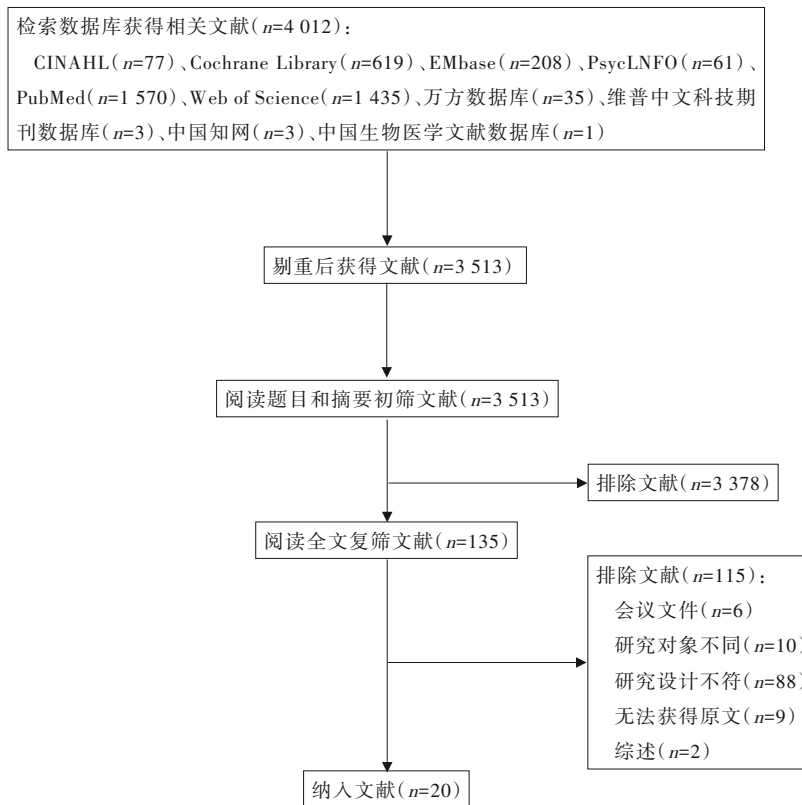 检索数据库获得相关文献(n=4 012)：
CINAHL(n=77)、Cochrane Library(n=619)、EMbase(n=208)、PsycLNFO(n=61)、
PubMed(n=1 570)、Web of Science(n=1 435)、万方数据库(n=35)、维普中文科技期
刊数据库(n=3)、中国知网(n=3)、中国生物医学文献数据库(n=1)
剔重后获得文献(n=3 513)
阅读题目和摘要初筛文献(n=3 513)
排除文献(n=3 378)
阅读全文复筛文献(n=135)
排除文献(n=115)：
会议文件(n=6)
研究对象不同(n=10)
研究设计不符(n=88)
无法获得原文(n=9)
综述(n=2)
纳入文献(n=20)